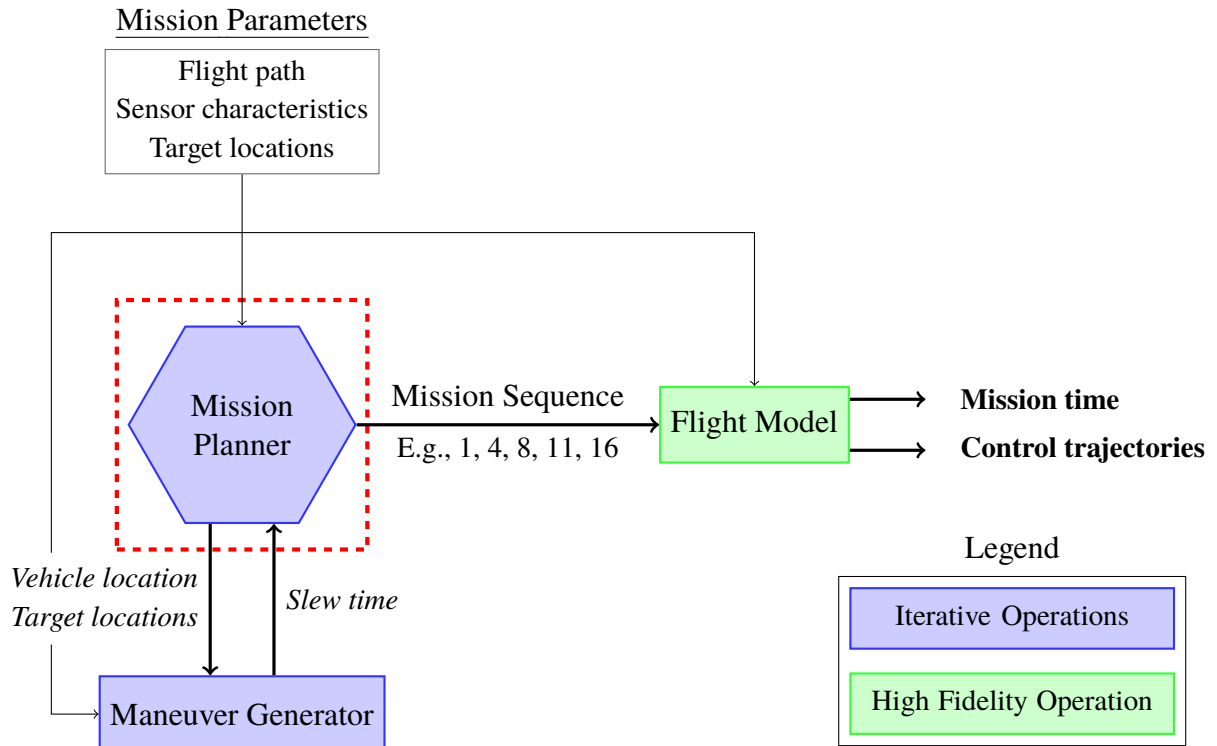 Mission Parameters
Flight path
Sensor characteristics
Target locations
Mission
Planner
Mission Sequence
E.g., 1, 4, 8, 11, 16
Flight Model
Mission time
Control trajectories
Vehicle location
Target locations
Slew time
Maneuver Generator
Legend
Iterative Operations
High Fidelity Operation